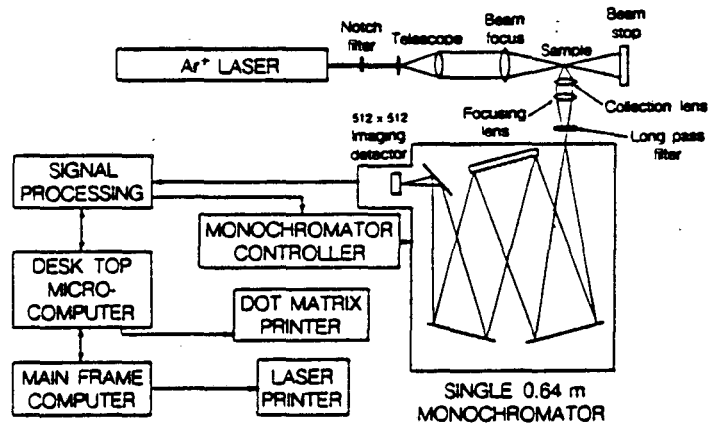 Notch
filter
Telescope
Beam
focus
Sample
Beam
stop
Ar+ LASER
Collection lens
Focusing
lens
Long pass
filter
512 x 512
Imaging
detector
SIGNAL
PROCESSING
MONOCHROMATOR
CONTROLLER
DESK TOP
MICRO-
COMPUTER
DOT MATRIX
PRINTER
MAIN FRAME
COMPUTER
LASER
PRINTER
SINGLE 0.64 m
MONOCHROMATOR